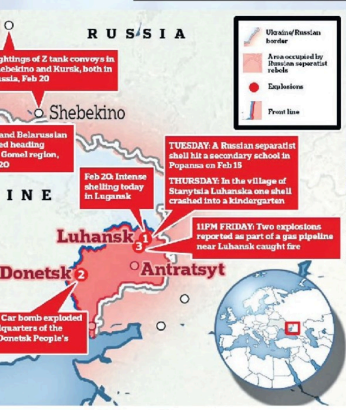 RUSSIA
Ukraine/Russian
border
Area occupied by
Russian separatist
rebels
Explosions
Front line
ghtings of Z tank convoys in
hebekino and Kursk, both in
ssia, Feb 20
Shebekino
and Belarusian
ed heading
Gomel region,
20
TUESDAY: A Russian separatist
shell hit a secondary school in
Popasna on Feb 15
THURSDAY: In the village of
Stanytsia Luhanska one shell
crashed into a kindergarten
Feb 20: Intense
shelling today
in Lugansk
INE
11PM FRIDAY: Two explosions
reported as part of a gas pipeline
near Luhansk caught fire
Luhansk
1
3
Donetsk
2
Antratsyt
Car bomb exploded
dquarters of the
Donetsk People's